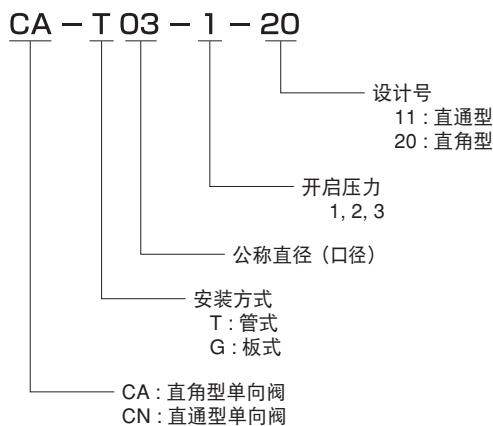 CA – T 03 – 1 – 20
设计号
11 : 直通型
20 : 直角型
开启压力
1, 2, 3
公称直径（口径）
安装方式
T : 管式
G : 板式
CA : 直角型单向阀
CN : 直通型单向阀